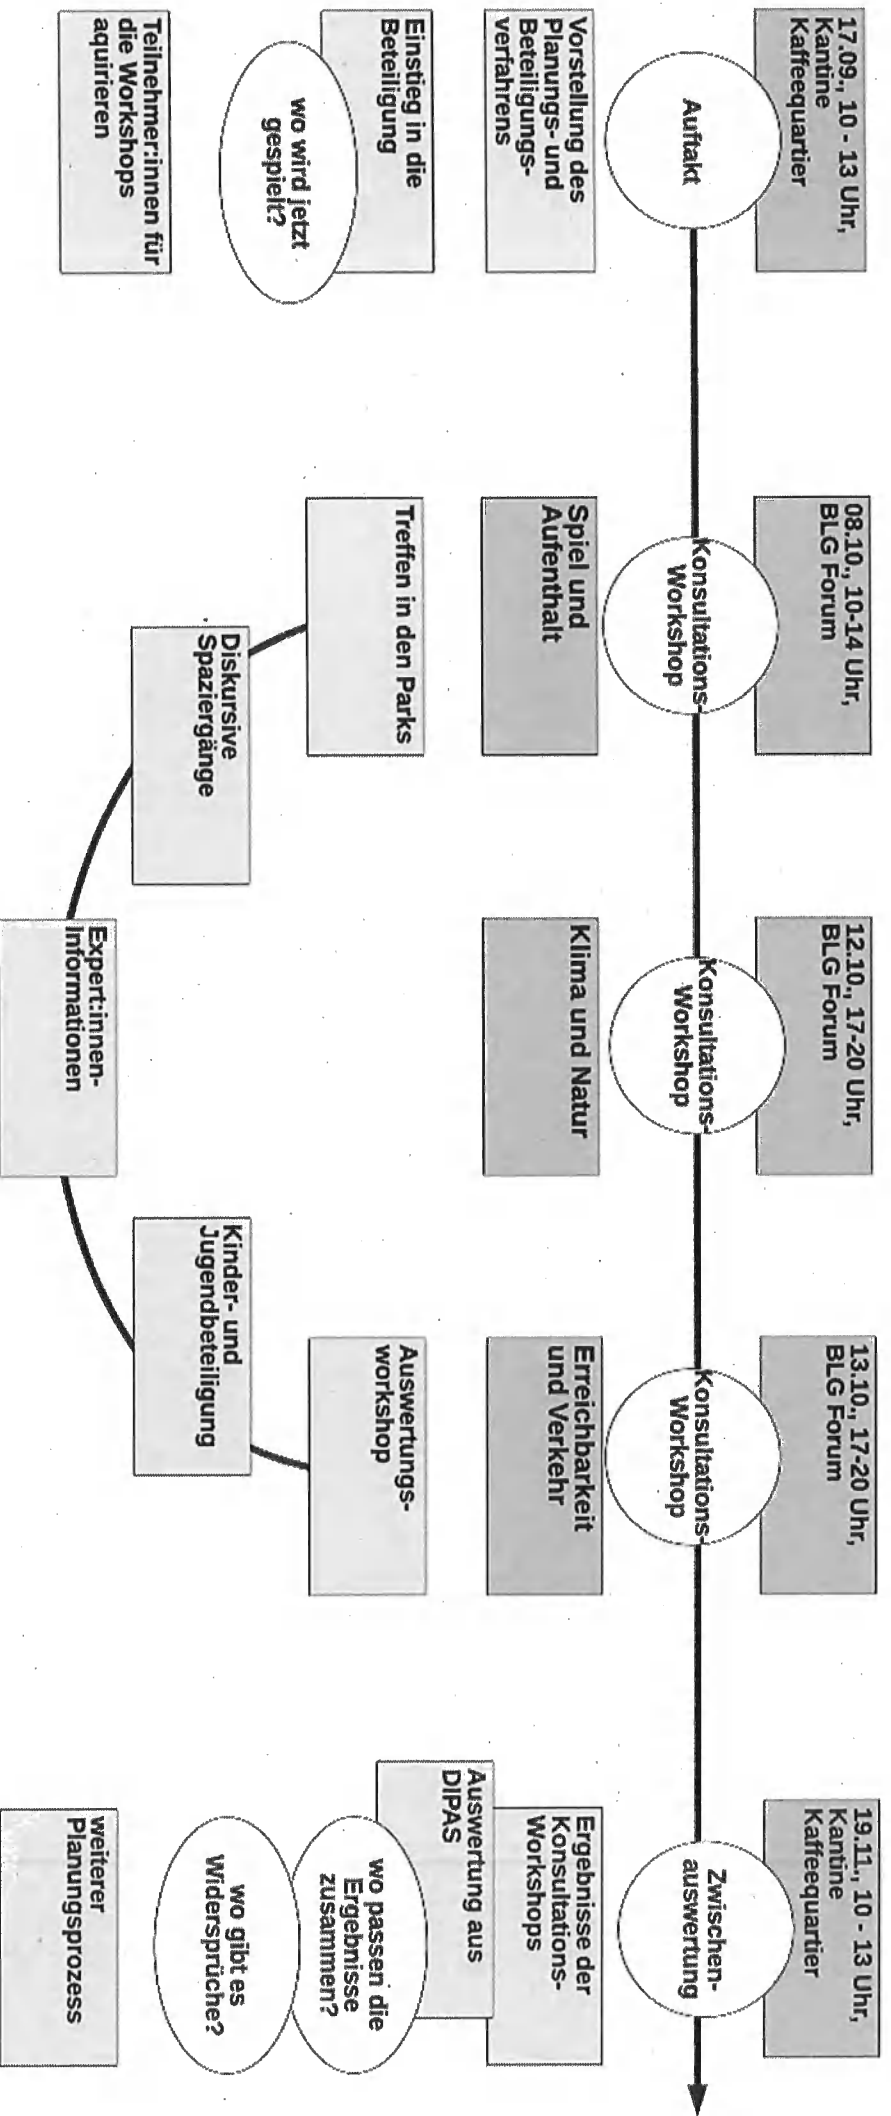 17.09., 10 - 13 Uhr,
Kantine
Kaffeequartier
Auftakt
Vorstellung des
Planungs- und
Beteiligungs-
verfahrens
Einstieg in die
Beteiligung
wo wird jetzt
gespielt?
Teilnehmer:innen für
die Workshops
aquirieren
08.10., 10-14 Uhr,
BLG Forum
Konsultations-
Workshop
Spiel und
Aufenthalt
Treffen in den Parks
Diskursive
Spaziergänge
12.10., 17-20 Uhr,
BLG Forum
Konsultations-
Workshop
Klima und Natur
Expert:innen-
Informationen
13.10., 17-20 Uhr,
BLG Forum
Konsultations-
Workshop
Erreichbarkeit
und Verkehr
Auswertungs-
workshop
Kinder- und
Jugendbeteiligung
19.11., 10 - 13 Uhr,
Kantine
Kaffeequartier
Zwischen-
auswertung
Ergebnisse der
Konsultations-
Workshops
Auswertung aus
DIPAS
wo passen die
Ergebnisse
zusammen?
wo gibt es
Widersprüche?
weiterer
Planungsprozess